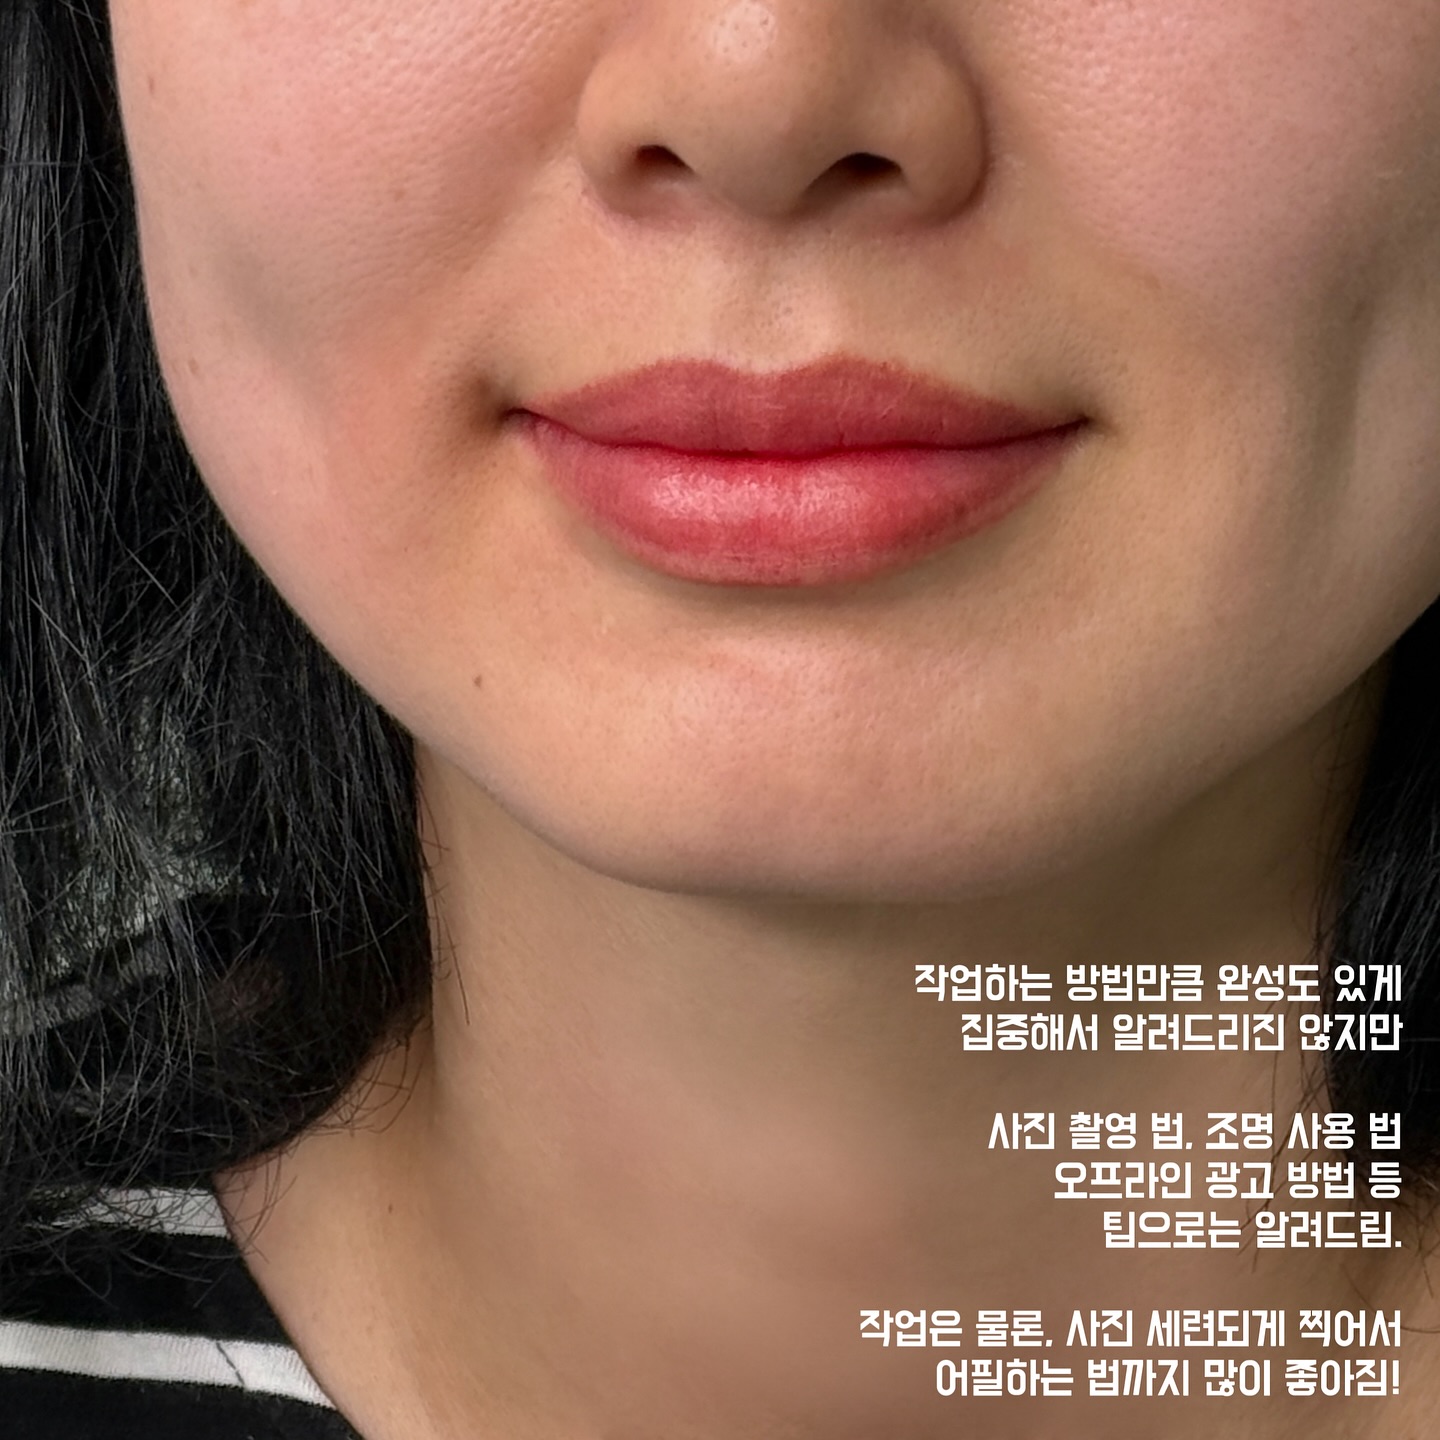 작업하는 방법만큼 완성도 있게
집중해서 알려드리진 않지만
사진 촬영 법, 조명 사용 법
오프라인 광고 방법 등
팁으로는 알려드림.
작업은 물론, 사진 세련되게 찍어서
어필하는 법까지 많이 좋아짐!